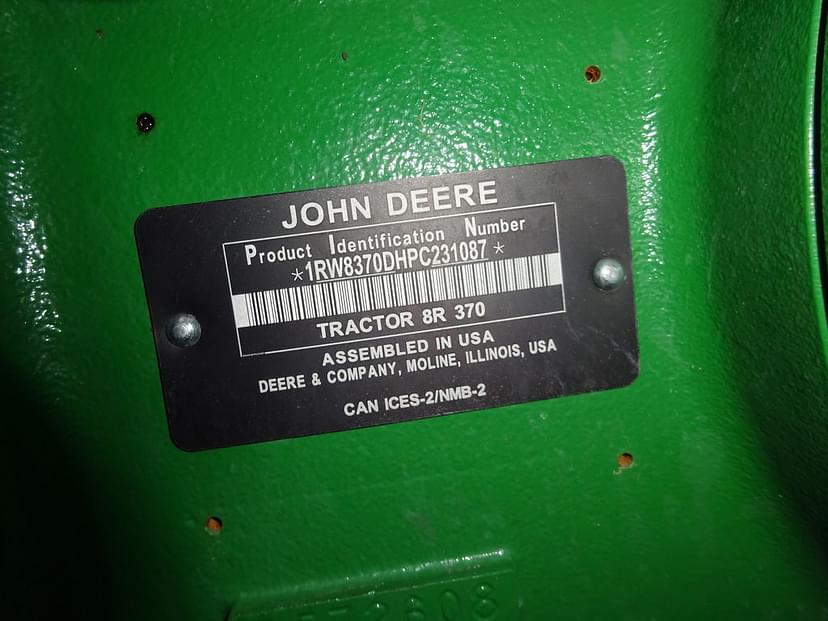 JOHN DEERE
Product Identification Number
*1RW8370DHPC231087*
TRACTOR 8R 370
ASSEMBLED IN USA
DEERE & COMPANY, MOLINE, ILLINOIS, USA
CAN ICES-2/NMB-2